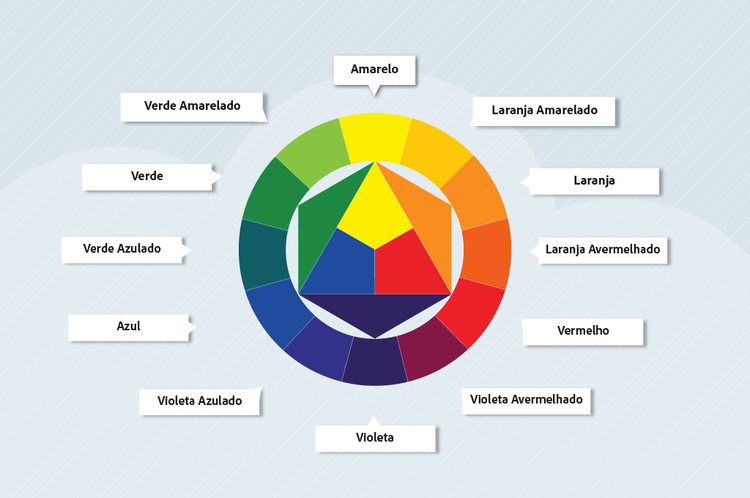 Amarelo
Verde Amarelado
Laranja Amarelado
Verde
Laranja
Verde Azulado
Laranja Avermelhado
Azul
Vermelho
Violeta Azulado
Violeta Avermelhado
Violeta